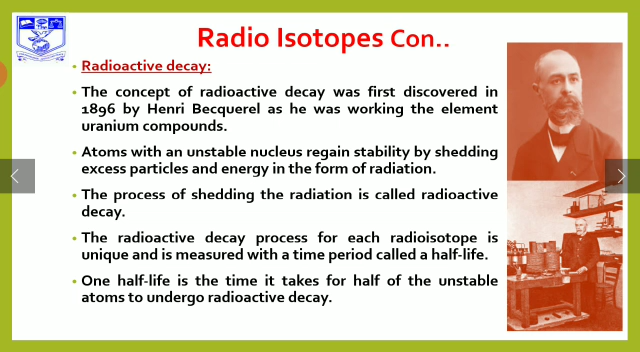 Radio Isotopes Con..
• Radioactive decay:
• The concept of radioactive decay was first discovered in
1896 by Henri Becquerel as he was working the element
uranium compounds.
• Atoms with an unstable nucleus regain stability by shedding
excess particles and energy in the form of radiation.
• The process of shedding the radiation is called radioactive
decay.
• The radioactive decay process for each radioisotope is
unique and is measured with a time period called a half-life.
• One half-life is the time it takes for half of the unstable
atoms to undergo radioactive decay.